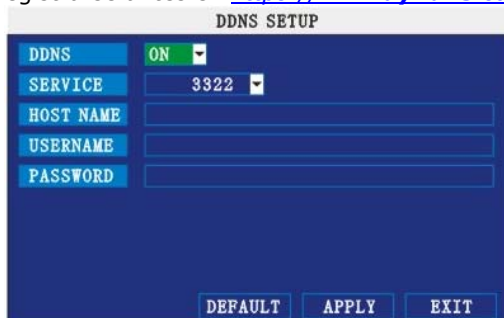 DDNS SETUP
DDNS ON
SERVICE 3322
HOST NAME
USERNAME
PASSWORD
DEFAULT APPLY EXIT